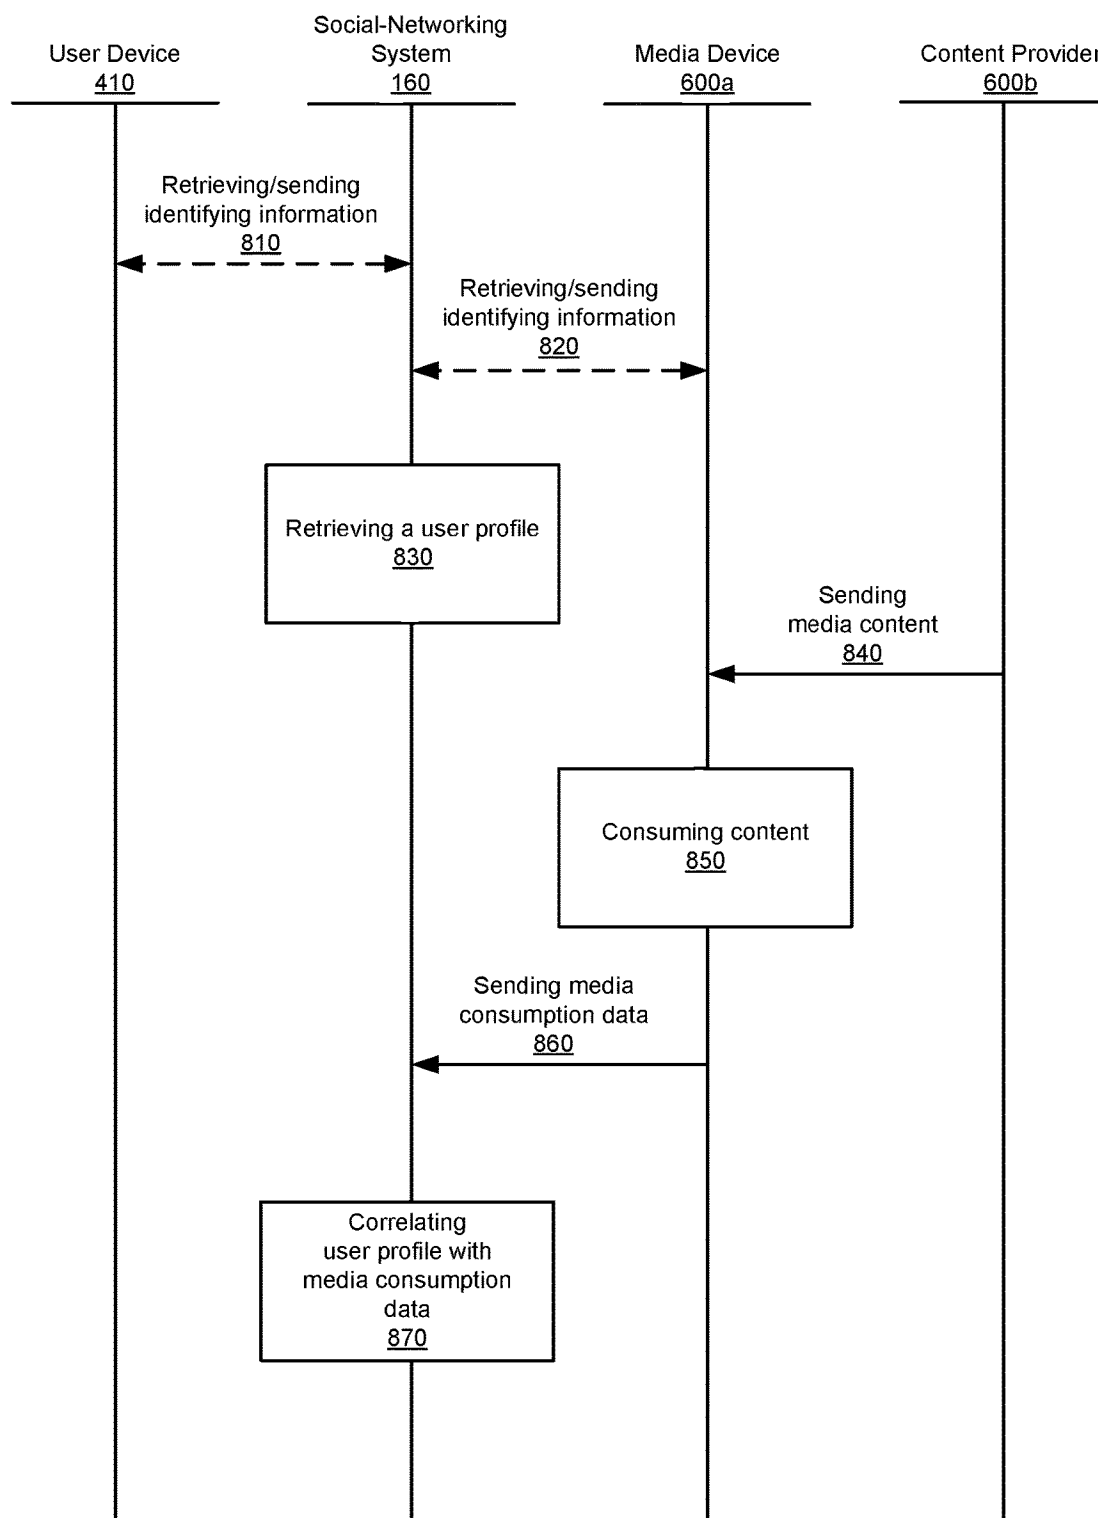 User Device
410
Social-Networking
System
160
Media Device
600a
Content Provider
600b
Retrieving/sending
identifying information
810
Retrieving/sending
identifying information
820
Retrieving a user profile
830
Sending
media content
840
Consuming content
850
Sending media
consumption data
860
Correlating
user profile with
media consumption
data
870